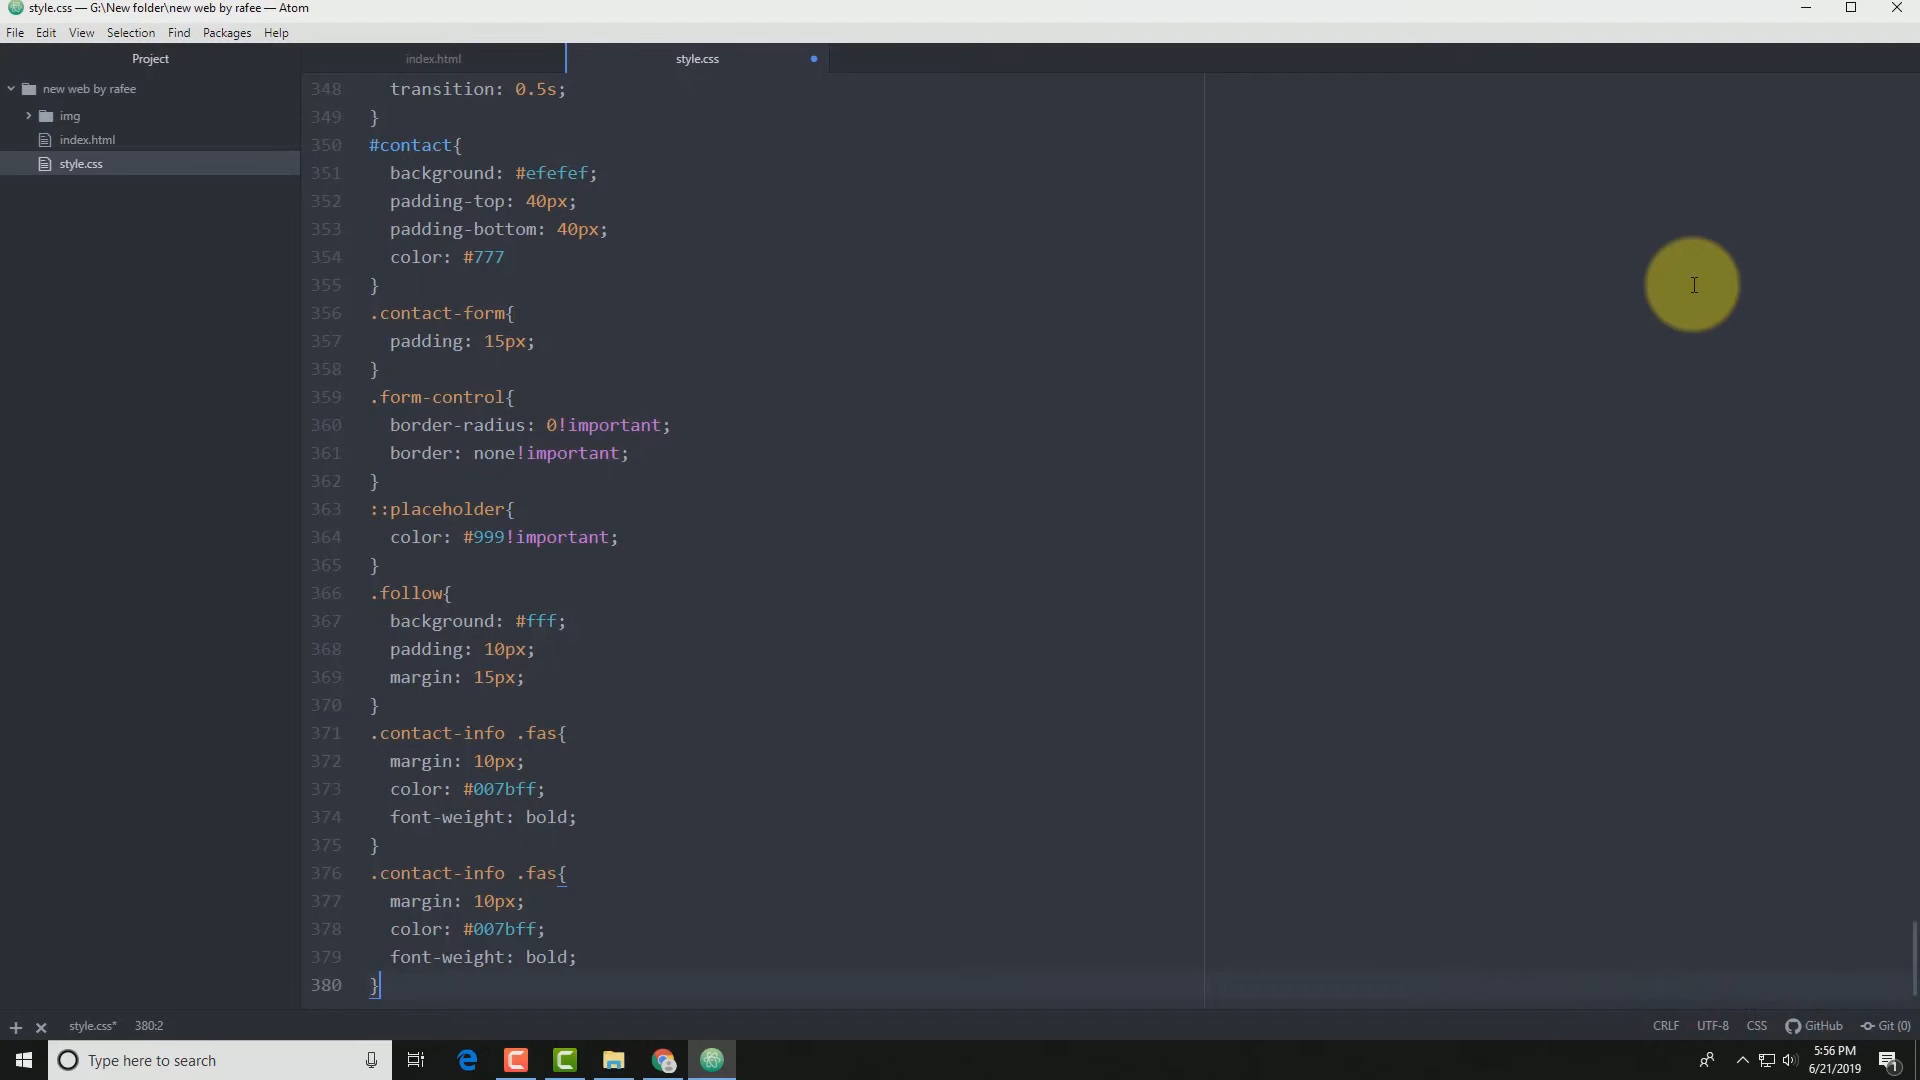 style.css — G:\New folder\new web by rafee — Atom
File Edit View Selection Find Packages Help
Project
index.html
style.css
new web by rafee
img
index.html
style.css
348 transition: 0.5s;
349 }
350 #contact{
351 background: #efefef;
352 padding-top: 40px;
353 padding-bottom: 40px;
354 color: #777
355 }
356 .contact-form{
357 padding: 15px;
358 }
359 .form-control{
360 border-radius: 0!important;
361 border: none!important;
362 }
363 ::placeholder{
364 color: #999!important;
365 }
366 .follow{
367 background: #fff;
368 padding: 10px;
369 margin: 15px;
370 }
371 .contact-info .fas{
372 margin: 10px;
373 color: #007bff;
374 font-weight: bold;
375 }
376 .contact-info .fas{
377 margin: 10px;
378 color: #007bff;
379 font-weight: bold;
380 }
style.css* 380:2
CRLF UTF-8 CSS GitHub Git (0)
Type here to search
5:56 PM
6/21/2019
1